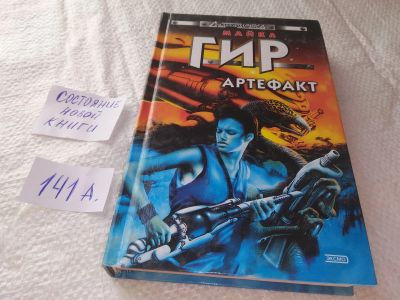 МАЙКЛ
ГИР
АРТЕФАКТ
СОСТОЯНИЕ
НОВОЙ
КНИГИ
141 А.
ЭКСМО